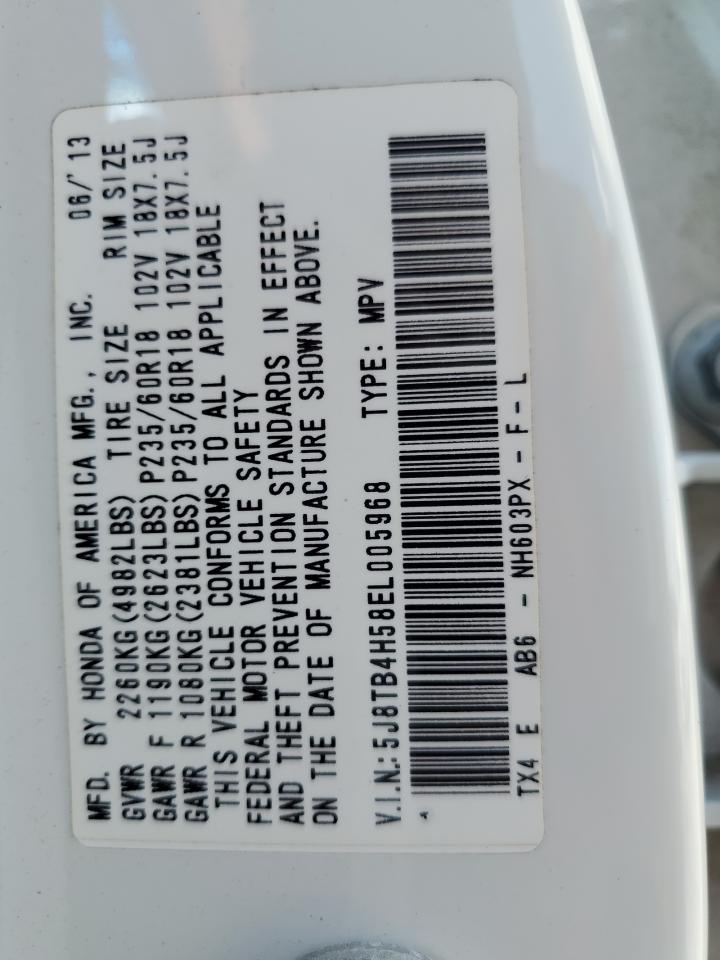 MFD. BY HONDA OF AMERICA MFG., INC. 06/'13
GVWR 2260KG(4982LBS) TIRE SIZE RIM SIZE
GAWR F 1190KG(2623LBS)P235/60R18 102V 18X7.5J
GAWR R 1080KG(2381LBS)P235/60R18 102V 18X7.5J
THIS VEHICLE CONFORMS TO ALL APPLICABLE
FEDERAL MOTOR VEHICLE SAFETY
AND THEFT PREVENTION STANDARDS IN EFFECT
ON THE DATE OF MANUFACTURE SHOWN ABOVE.
V.I.N.:5J8TB4H58EL005968 TYPE: MPV
TX4 E AB6 - NH603PX - F - L